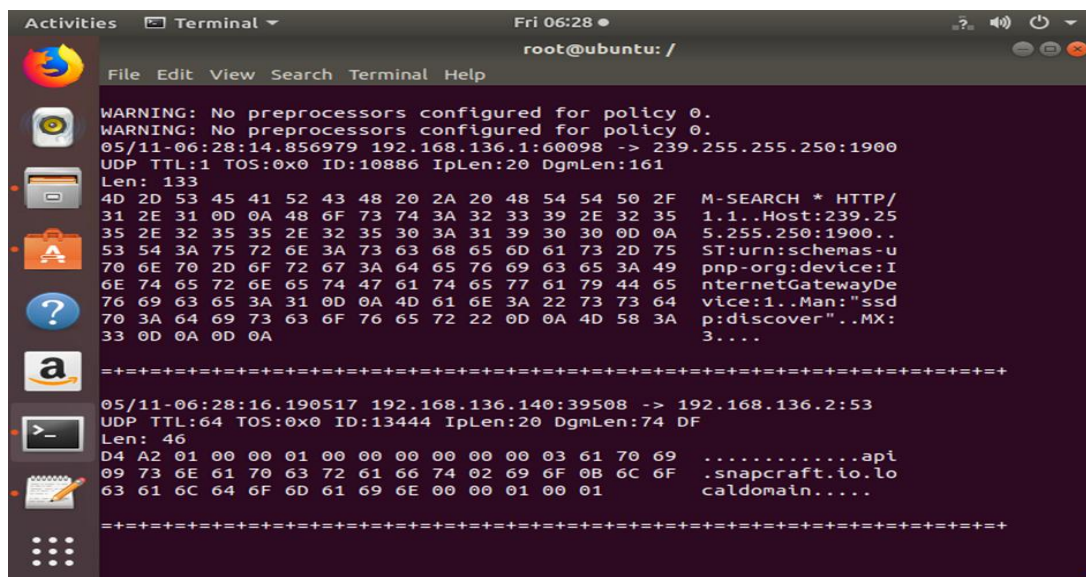 Activities Terminal Fri 06:28
root@ubuntu: /
File Edit View Search Terminal Help
WARNING: No preprocessors configured for policy 0.
WARNING: No preprocessors configured for policy 0.
05/11-06:28:14.856979 192.168.136.1:60098 -> 239.255.255.250:1900
UDP TTL:1 TOS:0x0 ID:10886 IpLen:20 DgmLen:161
Len: 133
4D 2D 53 45 41 52 43 48 20 2A 20 48 54 54 50 2F M-SEARCH * HTTP/
31 2E 31 0D 0A 48 6F 73 74 3A 32 33 39 2E 32 35 1.1..Host:239.25
35 2E 32 35 35 2E 32 35 30 3A 31 39 30 30 0D 0A 5.255.250:1900..
53 54 3A 75 72 6E 3A 73 63 68 65 6D 61 73 2D 75 ST:urn:schemas-u
70 6E 70 2D 6F 72 67 3A 64 65 76 69 63 65 3A 49 pnp-org:device:I
6E 74 65 72 6E 65 74 47 61 74 65 77 61 79 44 65 nternetGatewayDe
76 69 63 65 3A 31 0D 0A 4D 61 6E 3A 22 73 73 64 vice:1..Man:"ssd
70 3A 64 69 73 63 6F 76 65 72 22 0D 0A 4D 58 3A p:discover"..MX:
33 0D 0A 0D 0A 3....
=+=+=+=+=+=+=+=+=+=+=+=+=+=+=+=+=+=+=+=+=+=+=+=+=+=+=+=+=+=+=+=+=+=+=+=+=+
05/11-06:28:16.190517 192.168.136.140:39508 -> 192.168.136.2:53
UDP TTL:64 TOS:0x0 ID:13444 IpLen:20 DgmLen:74 DF
Len: 46
D4 A2 01 00 00 01 00 00 00 00 00 00 03 61 70 69 .............api
09 73 6E 61 70 63 72 61 66 74 02 69 6F 0B 6C 6F .snapcraft.io.lo
63 61 6C 64 6F 6D 61 69 6E 00 00 01 00 01 caldomain.....
=+=+=+=+=+=+=+=+=+=+=+=+=+=+=+=+=+=+=+=+=+=+=+=+=+=+=+=+=+=+=+=+=+=+=+=+=+